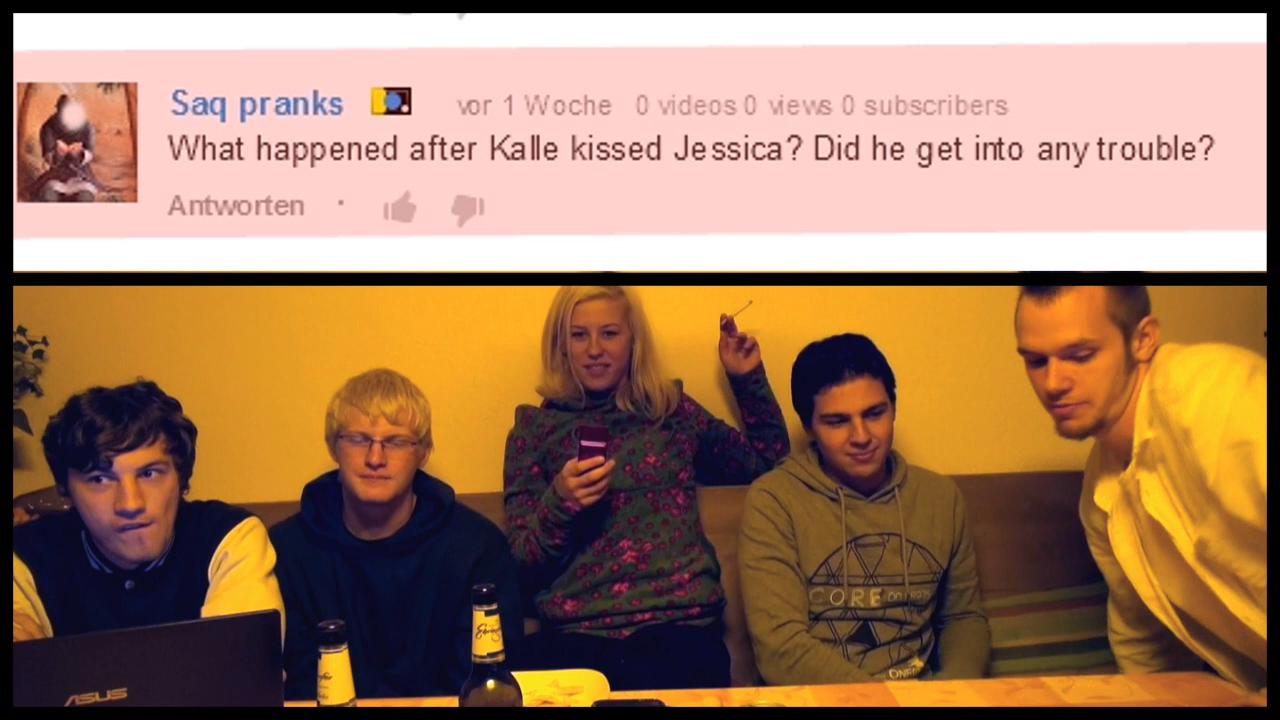 Saq pranks vor 1 Woche 0 videos 0 views 0 subscribers
What happened after Kalle kissed Jessica? Did he get into any trouble?
Antworten ·
CORE
ASUS